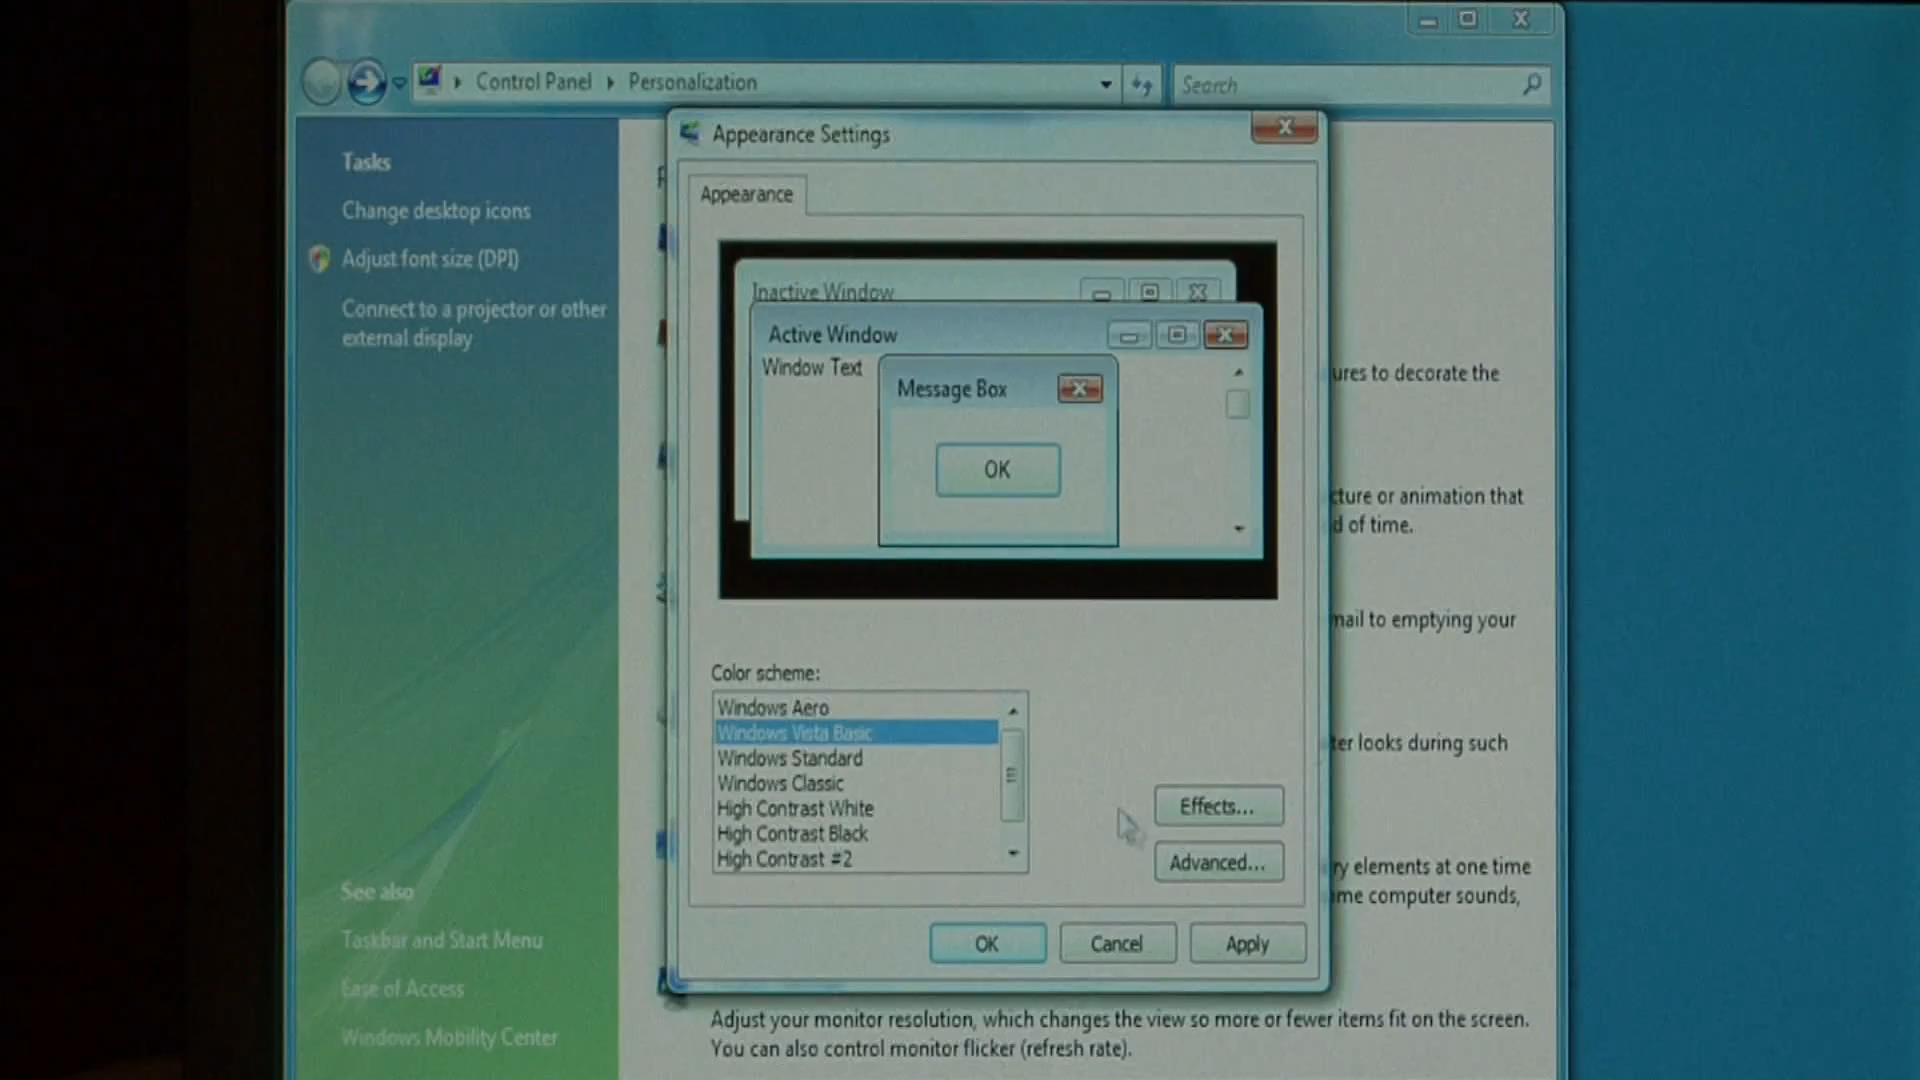 Control Panel
Personalization
Search
Tasks
Change desktop icons
Adjust font size (DPI)
Connect to a projector or other
external display
See also
Taskbar and Start Menu
Ease of Access
Windows Mobility Center
Appearance Settings
Appearance
Inactive Window
Active Window
Window Text
Message Box
OK
Color scheme:
Windows Aero
Windows Vista Basic
Windows Standard
Windows Classic
High Contrast White
High Contrast Black
High Contrast #2
Effects...
Advanced...
OK
Cancel
Apply
ures to decorate the
cture or animation that
d of time.
mail to emptying your
ter looks during such
ry elements at one time
me computer sounds,
Adjust your monitor resolution, which changes the view so more or fewer items fit on the screen.
You can also control monitor flicker (refresh rate).